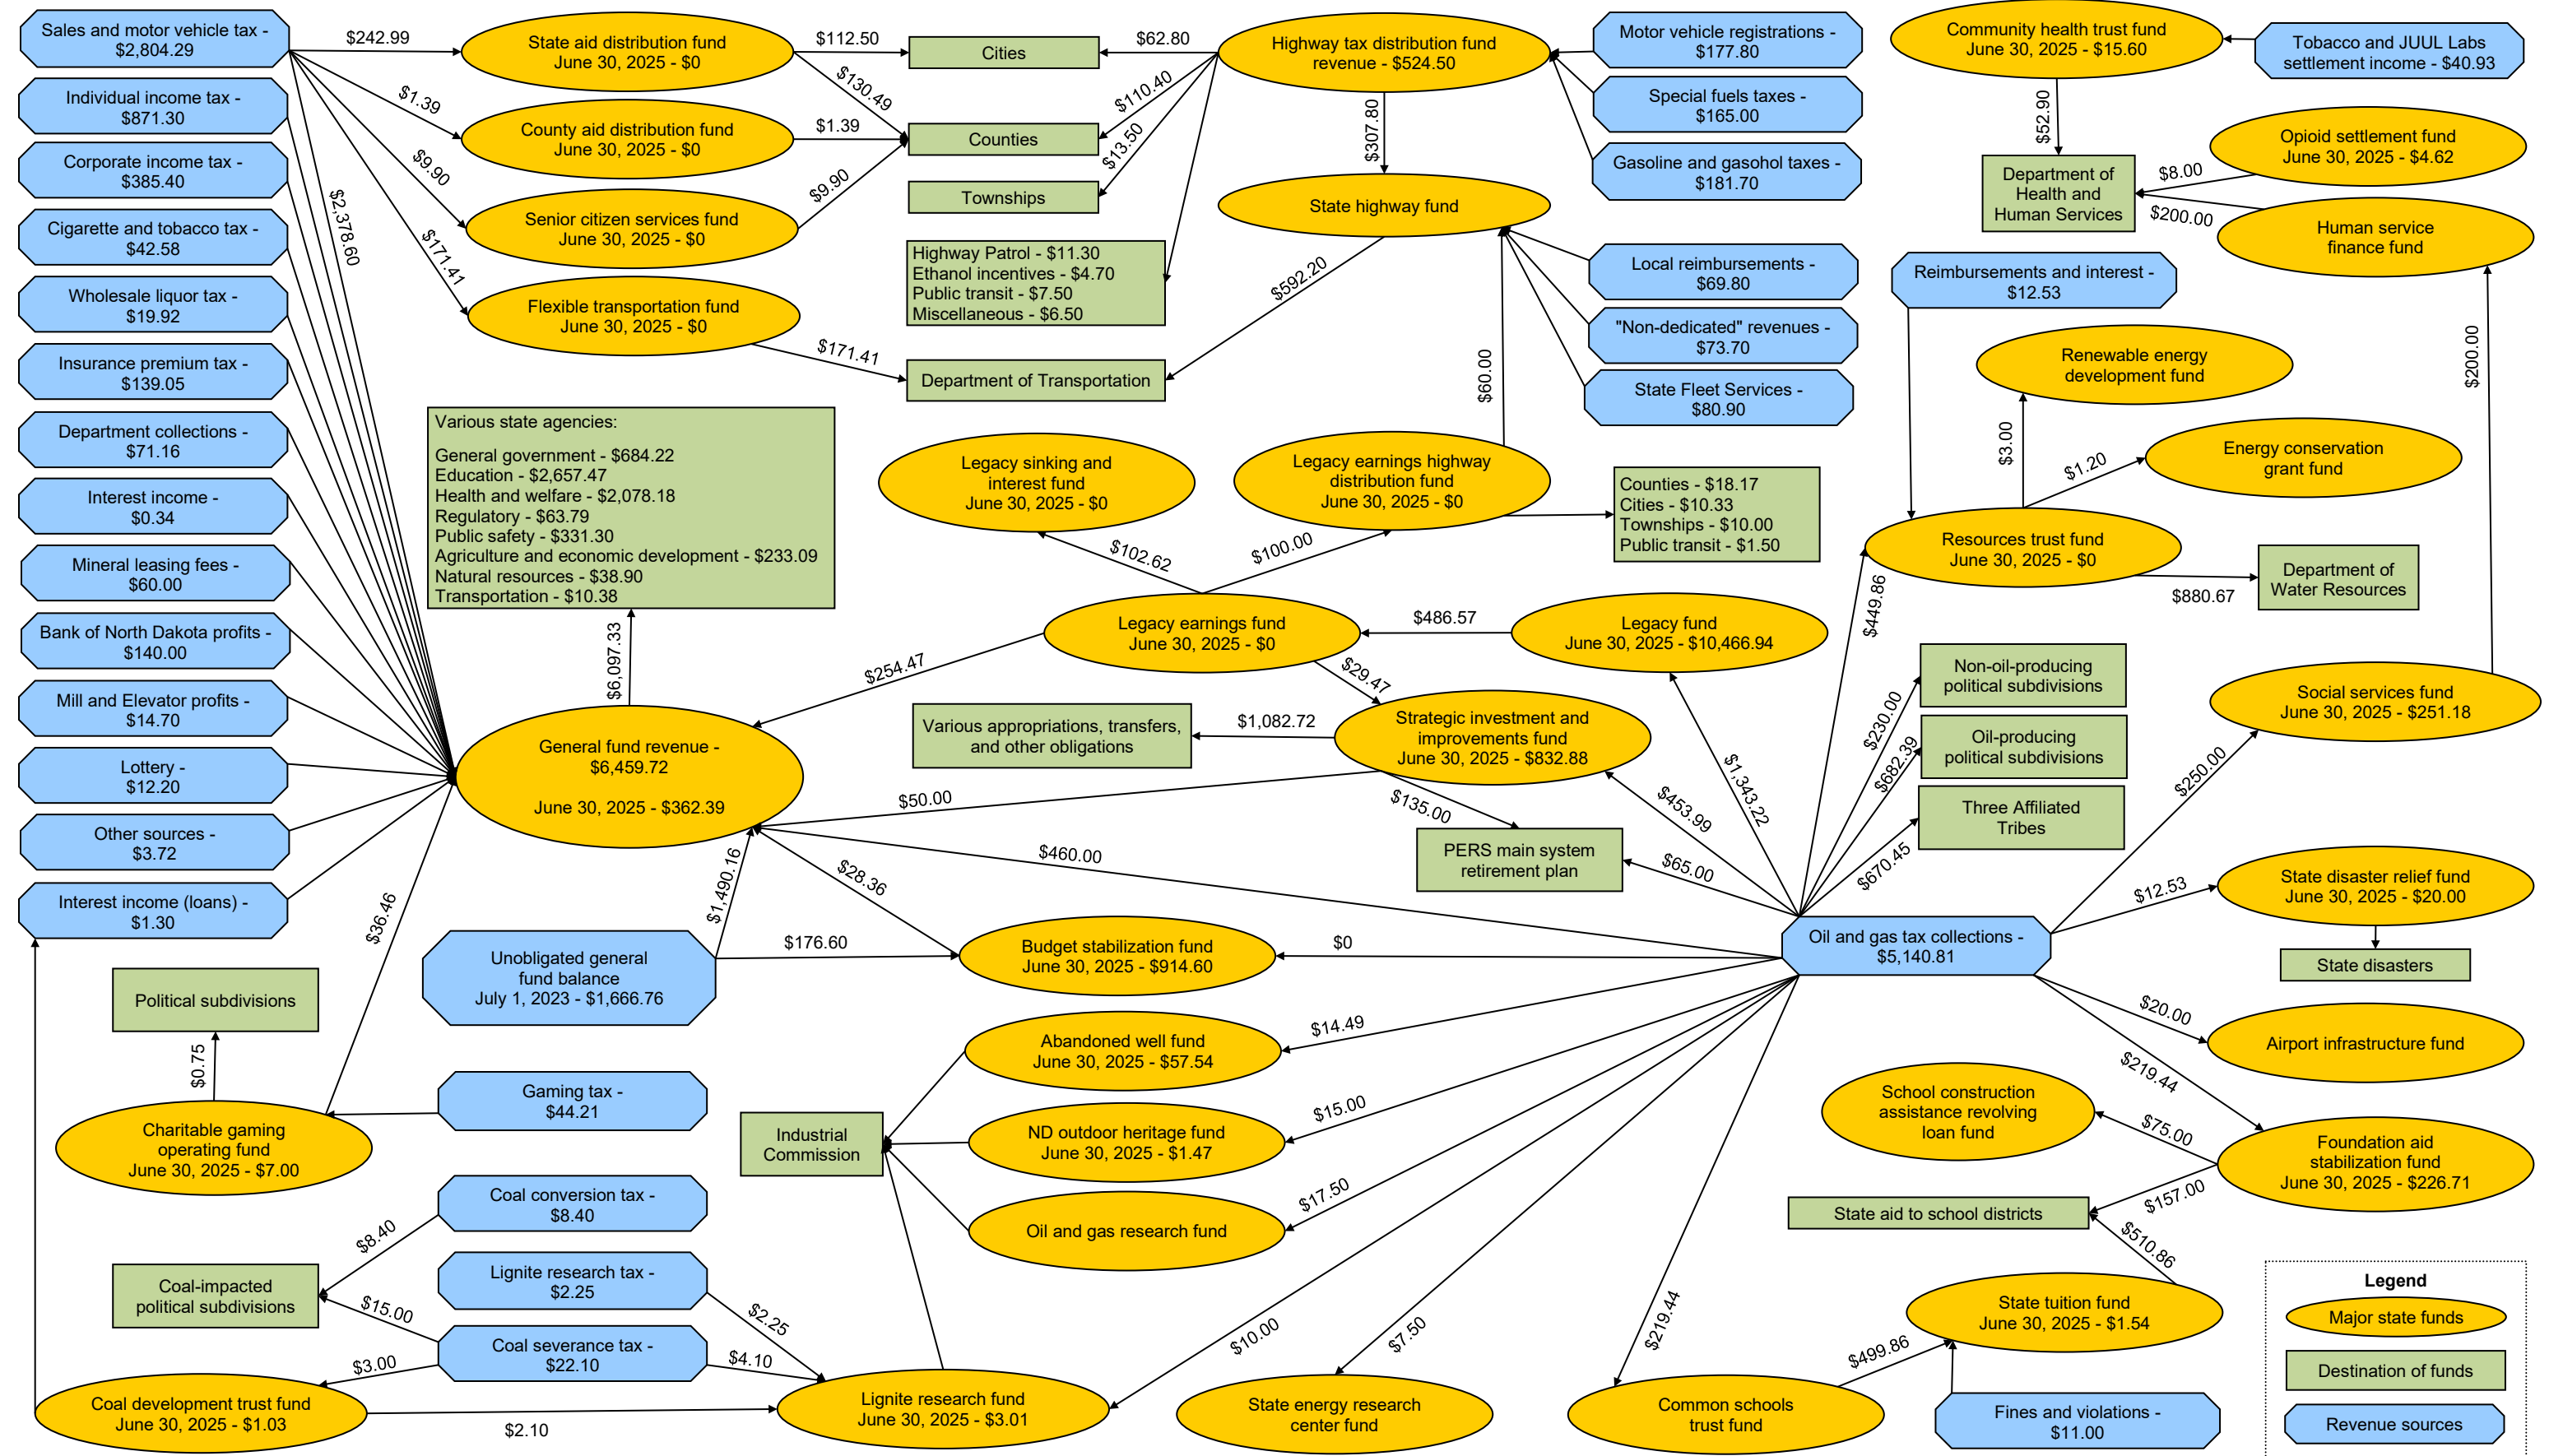 Sales and motor vehicle tax -
$2,804.29
Individual income tax -
$871.30
Corporate income tax -
$385.40
Cigarette and tobacco tax -
$42.58
Wholesale liquor tax -
$19.92
Insurance premium tax -
$139.05
Department collections -
$71.16
Interest income -
$0.34
Mineral leasing fees -
$60.00
Bank of North Dakota profits -
$140.00
Mill and Elevator profits -
$14.70
Lottery -
$12.20
Other sources -
$3.72
Interest income (loans) -
$1.30
$242.99
$1.39
$9.90
$171.41
$2,378.60
State aid distribution fund
June 30, 2025 - $0
County aid distribution fund
June 30, 2025 - $0
Senior citizen services fund
June 30, 2025 - $0
Flexible transportation fund
June 30, 2025 - $0
$112.50
$130.49
$1.39
$9.90
$171.41
Cities
Counties
Townships
Highway Patrol - $11.30
Ethanol incentives - $4.70
Public transit - $7.50
Miscellaneous - $6.50
Department of Transportation
$62.80
$110.40
$13.50
$307.80
$592.20
Highway tax distribution fund
revenue - $524.50
State highway fund
Motor vehicle registrations -
$177.80
Special fuels taxes -
$165.00
Gasoline and gasohol taxes -
$181.70
Local reimbursements -
$69.80
"Non-dedicated" revenues -
$73.70
State Fleet Services -
$80.90
$60.00
Community health trust fund
June 30, 2025 - $15.60
Tobacco and JUUL Labs
settlement income - $40.93
$52.90
Opioid settlement fund
June 30, 2025 - $4.62
Department of
Health and
Human Services
$8.00
$200.00
Human service
finance fund
Reimbursements and interest -
$12.53
Renewable energy
development fund
$200.00
$3.00
$1.20
Energy conservation
grant fund
Resources trust fund
June 30, 2025 - $0
Department of
Water Resources
$880.67
$449.86
Various state agencies:
General government - $684.22
Education - $2,657.47
Health and welfare - $2,078.18
Regulatory - $63.79
Public safety - $331.30
Agriculture and economic development - $233.09
Natural resources - $38.90
Transportation - $10.38
$6,097.33
Legacy sinking and
interest fund
June 30, 2025 - $0
Legacy earnings highway
distribution fund
June 30, 2025 - $0
Counties - $18.17
Cities - $10.33
Townships - $10.00
Public transit - $1.50
$102.62
$100.00
Legacy earnings fund
June 30, 2025 - $0
$486.57
Legacy fund
June 30, 2025 - $10,466.94
$254.47
$29.47
General fund revenue -
$6,459.72
June 30, 2025 - $362.39
Various appropriations, transfers,
and other obligations
$1,082.72
Strategic investment and
improvements fund
June 30, 2025 - $832.88
$50.00
$135.00
PERS main system
retirement plan
$453.99
$1,343.22
$65.00
$230.00
$682.39
$670.45
Non-oil-producing
political subdivisions
Oil-producing
political subdivisions
Three Affiliated
Tribes
Social services fund
June 30, 2025 - $251.18
$250.00
$460.00
$1,490.16
$28.36
$36.46
Unobligated general
fund balance
July 1, 2023 - $1,666.76
$176.60
Budget stabilization fund
June 30, 2025 - $914.60
$0
Oil and gas tax collections -
$5,140.81
$12.53
State disaster relief fund
June 30, 2025 - $20.00
State disasters
$20.00
Airport infrastructure fund
$219.44
Political subdivisions
$0.75
Charitable gaming
operating fund
June 30, 2025 - $7.00
Gaming tax -
$44.21
Abandoned well fund
June 30, 2025 - $57.54
$14.49
Industrial
Commission
ND outdoor heritage fund
June 30, 2025 - $1.47
$15.00
Oil and gas research fund
$17.50
School construction
assistance revolving
loan fund
$75.00
Foundation aid
stabilization fund
June 30, 2025 - $226.71
$157.00
State aid to school districts
$510.86
Coal conversion tax -
$8.40
$8.40
Coal-impacted
political subdivisions
Lignite research tax -
$2.25
$15.00
$2.25
Coal severance tax -
$22.10
$3.00
$4.10
Coal development trust fund
June 30, 2025 - $1.03
$2.10
Lignite research fund
June 30, 2025 - $3.01
$10.00
$7.50
State energy research
center fund
$219.44
Common schools
trust fund
$499.86
State tuition fund
June 30, 2025 - $1.54
Fines and violations -
$11.00
Legend
Major state funds
Destination of funds
Revenue sources